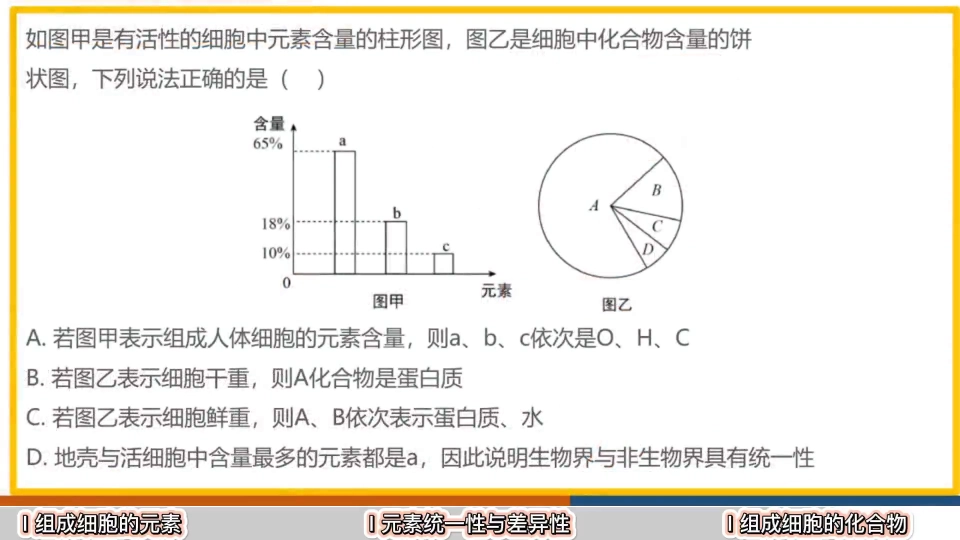 如图甲是有活性的细胞中元素含量的柱形图，图乙是细胞中化合物含量的饼
状图，下列说法正确的是（ ）
含量
65%
a
18%
b
10%
c
0
元素
图甲
A
B
C
D
图乙
A. 若图甲表示组成人体细胞的元素含量，则a、b、c依次是O、H、C
B. 若图乙表示细胞干重，则A化合物是蛋白质
C. 若图乙表示细胞鲜重，则A、B依次表示蛋白质、水
D. 地壳与活细胞中含量最多的元素都是a，因此说明生物界与非生物界具有统一性
I 组成细胞的元素
I 元素统一性与差异性
I 组成细胞的化合物